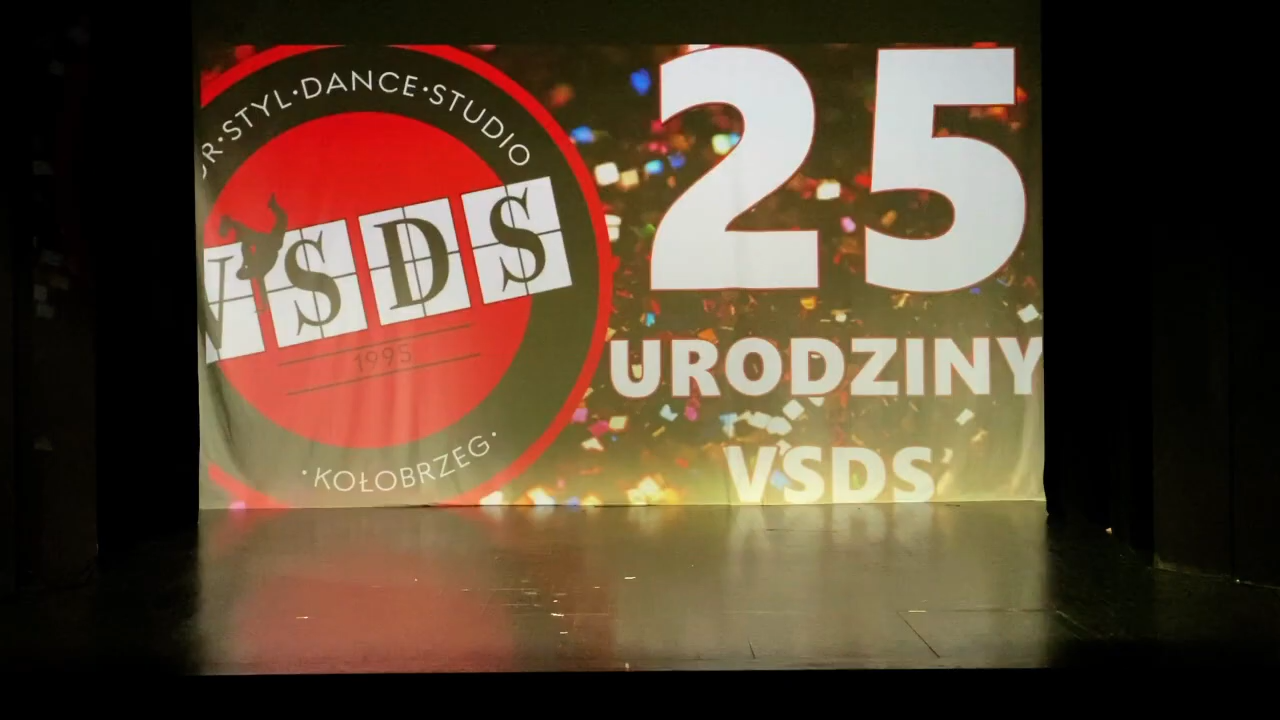 STYL·DANCE·STUDIO
VSDS
1995
·KOŁOBRZEG·
25
URODZINY
VSDS